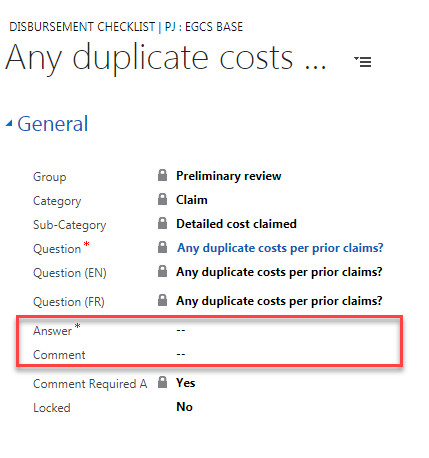 DISBURSEMENT CHECKLIST | PJ : EGCS BASE
Any duplicate costs ...
General
Group Preliminary review
Category Claim
Sub-Category Detailed cost claimed
Question * Any duplicate costs per prior claims?
Question (EN) Any duplicate costs per prior claims?
Question (FR) Any duplicate costs per prior claims?
Answer * --
Comment --
Comment Required A Yes
Locked No